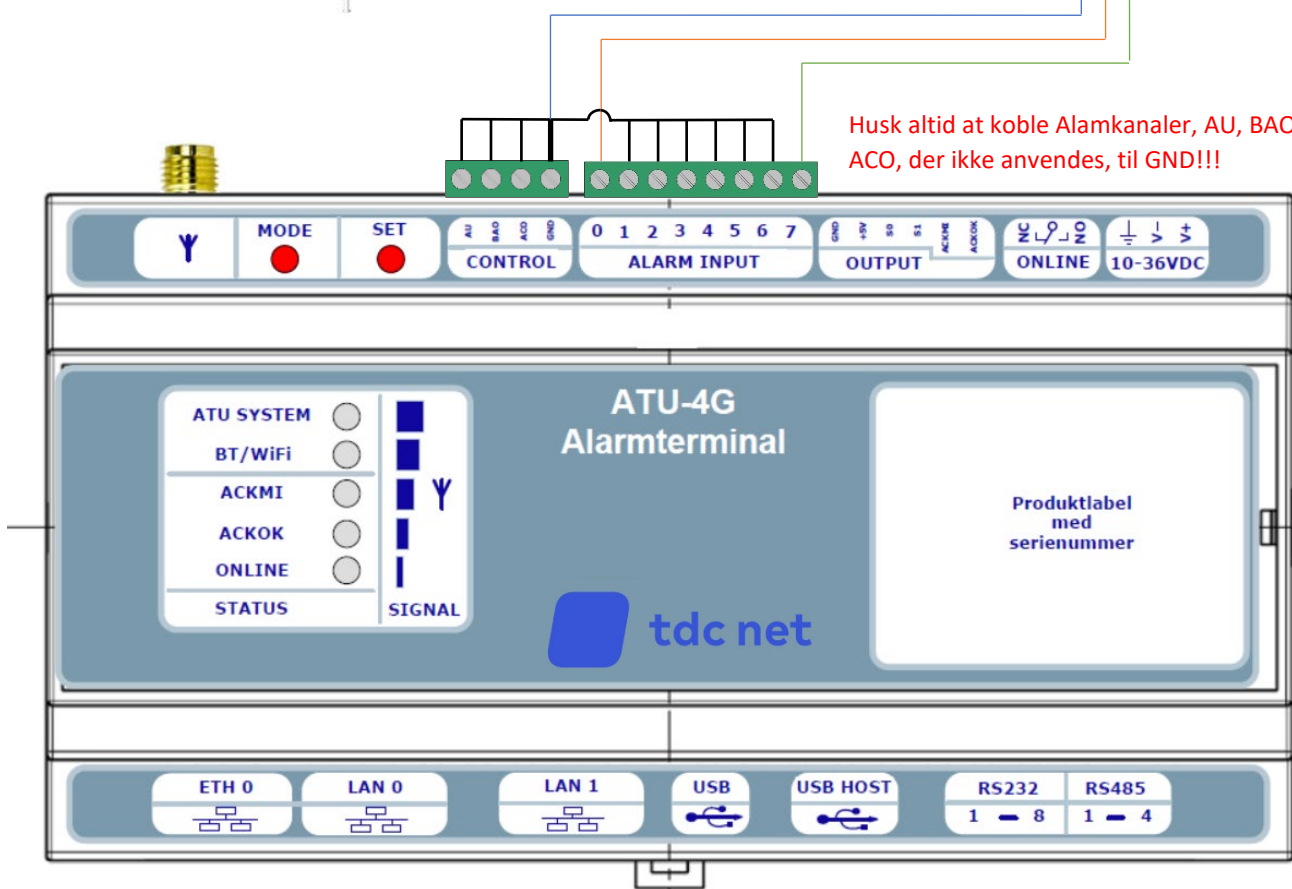 Husk altid at koble Alamkanaler, AU, BAO
ACO, der ikke anvendes, til GND!!!
MODE
SET
AU BAO ACO GND
CONTROL
0 1 2 3 4 5 6 7
ALARM INPUT
GND +5V S0 S1 ACKMI ACKOK
OUTPUT
NC NO
ONLINE
⏚ V- V+
10-36VDC
ATU SYSTEM
BT/WiFi
ACKMI
ACKOK
ONLINE
STATUS
SIGNAL
ATU-4G
Alarmterminal
tdc net
Produktlabel
med
serienummer
ETH 0
LAN 0
LAN 1
USB
USB HOST
RS232
1 - 8
RS485
1 - 4